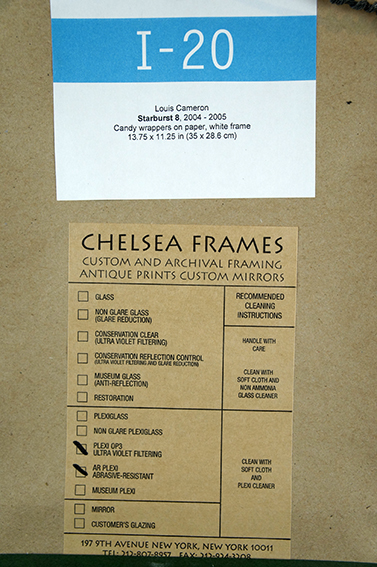 I-20
Louis Cameron
Starburst 8, 2004 - 2005
Candy wrappers on paper, white frame
13.75 x 11.25 in (35 x 28.6 cm)
CHELSEA FRAMES
CUSTOM AND ARCHIVAL FRAMING
ANTIQUE PRINTS CUSTOM MIRRORS
GLASS
NON GLARE GLASS
(GLARE REDUCTION)
CONSERVATION CLEAR
(ULTRA VIOLET FILTERING)
CONSERVATION REFLECTION CONTROL
(ULTRA VIOLET FILTERING AND GLARE REDUCTION)
MUSEUM GLASS
(ANTI-REFLECTION)
RESTORATION
RECOMMENDED
CLEANING
INSTRUCTIONS
HANDLE WITH
CARE
CLEAN WITH
SOFT CLOTH AND
NON AMMONIA
GLASS CLEANER
PLEXIGLASS
NON GLARE PLEXIGLASS
PLEXI OP3
ULTRA VIOLET FILTERING
AR PLEXI
ABRASIVE-RESISTANT
MUSEUM PLEXI
CLEAN WITH
SOFT CLOTH
AND
PLEXI CLEANER
MIRROR
CUSTOMER'S GLAZING
197 9TH AVENUE NEW YORK, NEW YORK 10011
TEL: 212-807-8957 FAX: 212-924-3208